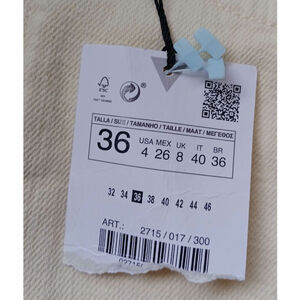 FSC
TALLA / SIZE / TAMANHO / TAILLE / MAAT / ΜΕΓΕΘΟΣ
36
USA MEX UK IT BR
4 26 8 40 36
32 34 36 38 40 42 44 46
ART.: 2715 / 017 / 300